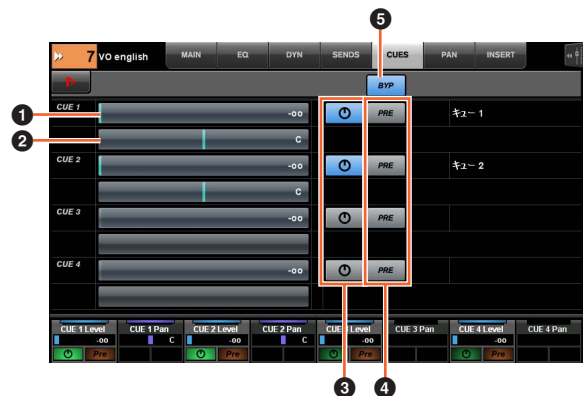 5
7 VO english MAIN EQ DYN SENDS CUES PAN INSERT
BYP
1 CUE 1 -oo PRE キュー 1
2 C
CUE 2 -oo PRE キュー 2
C
CUE 3 -oo PRE
CUE 4 -oo PRE
CUE 1 Level CUE 1 Pan CUE 2 Level CUE 2 Pan Level CUE 3 Pan CUE 4 Level CUE 4 Pan
-oo C -oo C -oo -oo
Pre Pre Pre Pre
3 4